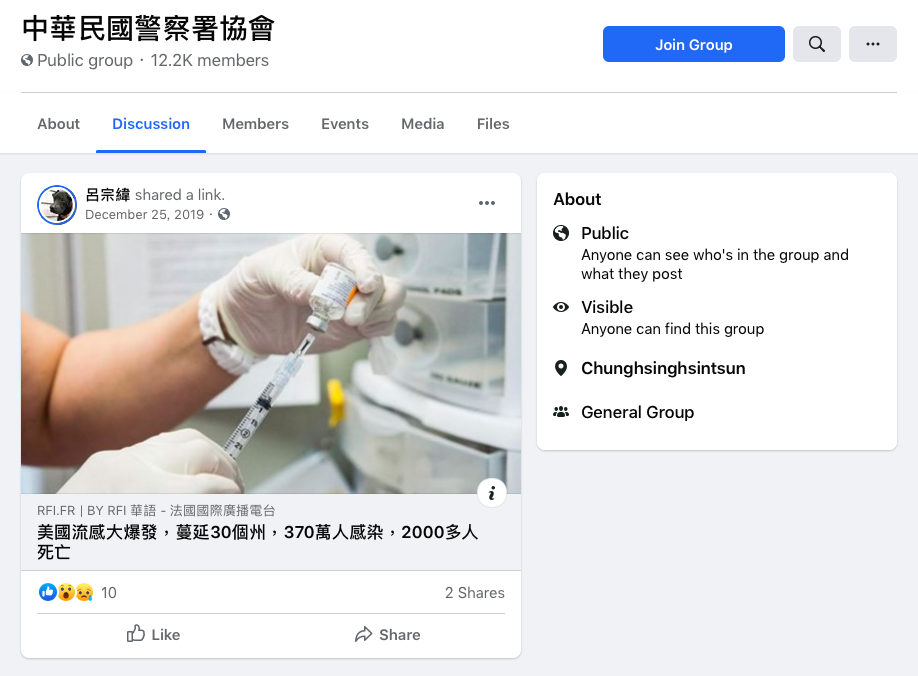 中華民國警察署協會
Public group · 12.2K members
Join Group
About
Discussion
Members
Events
Media
Files
呂宗緯 shared a link.
December 25, 2019 ·
RFI.FR | BY RFI 華語 - 法國國際廣播電台
美國流感大爆發，蔓延30個州，370萬人感染，2000多人
死亡
10
2 Shares
Like
Share
About
Public
Anyone can see who's in the group and
what they post
Visible
Anyone can find this group
Chunghsinghsintsun
General Group